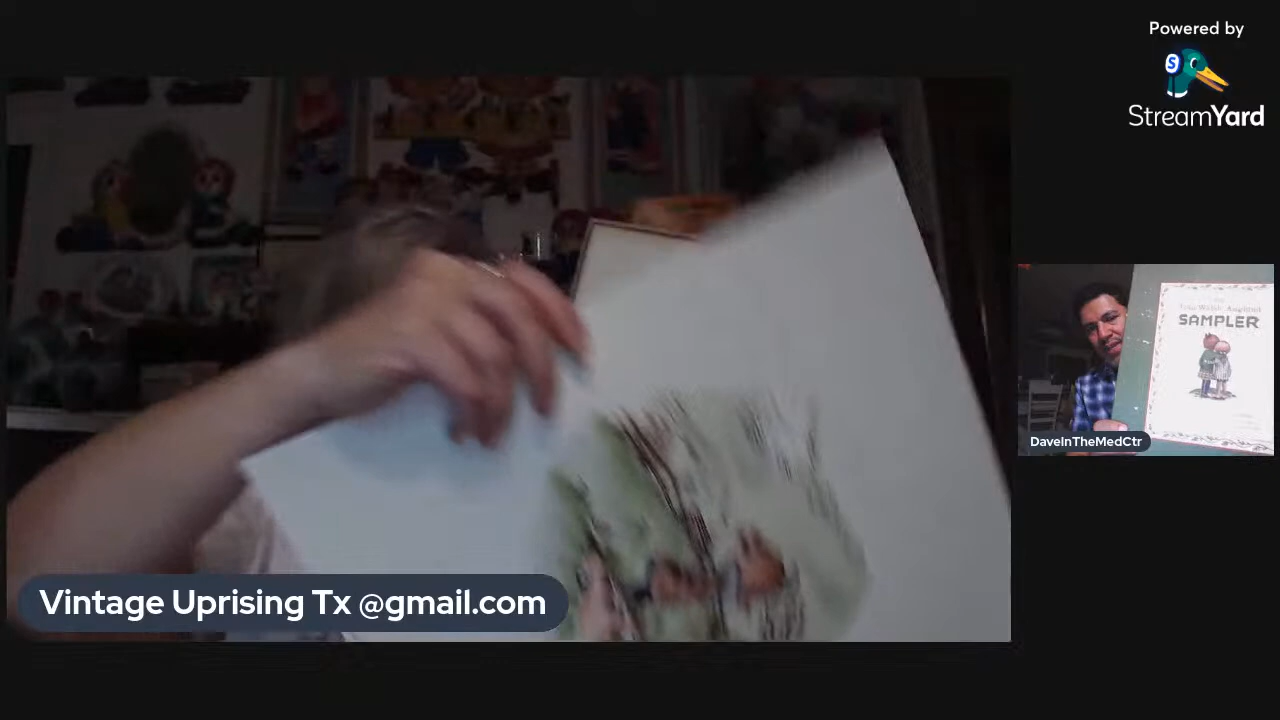 Powered by
StreamYard
SAMPLER
DaveInTheMedCtr
Vintage Uprising Tx @gmail.com